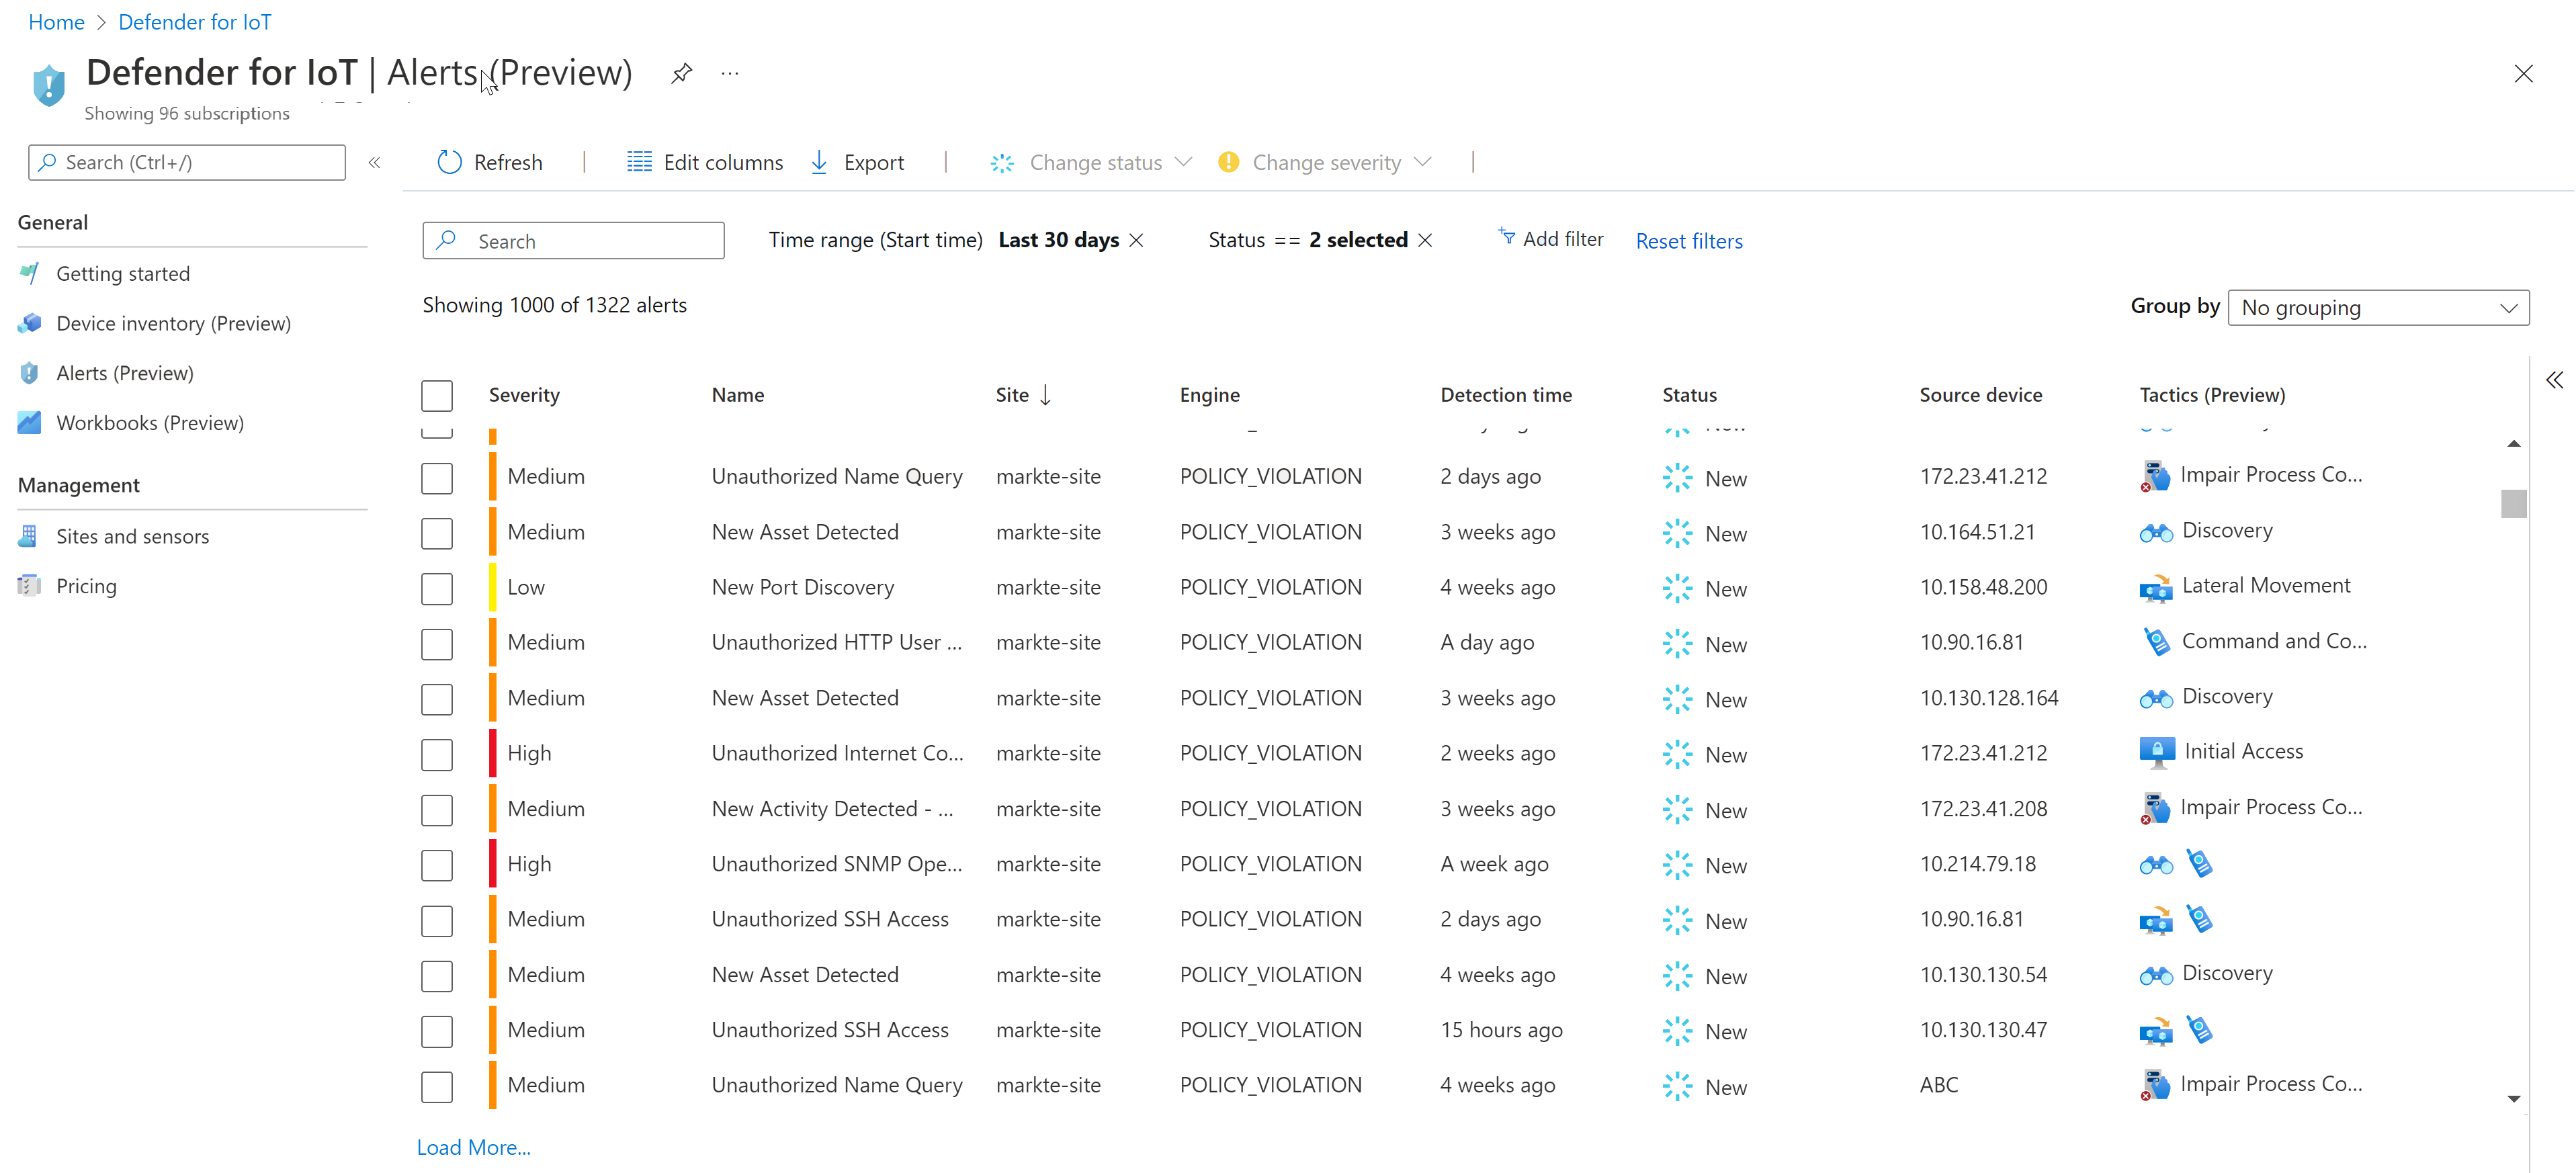 Home > Defender for IoT
Defender for IoT | Alerts (Preview) ...
Showing 96 subscriptions
Search (Ctrl+/) «
Refresh | Edit columns Export | Change status Change severity |
General
Getting started
Device inventory (Preview)
Alerts (Preview)
Workbooks (Preview)
Management
Sites and sensors
Pricing
Search Time range (Start time) Last 30 days × Status == 2 selected × Add filter Reset filters
Showing 1000 of 1322 alerts
Group by No grouping
Severity Name Site ↓ Engine Detection time Status Source device Tactics (Preview)
Medium Unauthorized Name Query markte-site POLICY_VIOLATION 2 days ago New 172.23.41.212 Impair Process Co...
Medium New Asset Detected markte-site POLICY_VIOLATION 3 weeks ago New 10.164.51.21 Discovery
Low New Port Discovery markte-site POLICY_VIOLATION 4 weeks ago New 10.158.48.200 Lateral Movement
Medium Unauthorized HTTP User ... markte-site POLICY_VIOLATION A day ago New 10.90.16.81 Command and Co...
Medium New Asset Detected markte-site POLICY_VIOLATION 3 weeks ago New 10.130.128.164 Discovery
High Unauthorized Internet Co... markte-site POLICY_VIOLATION 2 weeks ago New 172.23.41.212 Initial Access
Medium New Activity Detected - ... markte-site POLICY_VIOLATION 3 weeks ago New 172.23.41.208 Impair Process Co...
High Unauthorized SNMP Ope... markte-site POLICY_VIOLATION A week ago New 10.214.79.18
Medium Unauthorized SSH Access markte-site POLICY_VIOLATION 2 days ago New 10.90.16.81
Medium New Asset Detected markte-site POLICY_VIOLATION 4 weeks ago New 10.130.130.54 Discovery
Medium Unauthorized SSH Access markte-site POLICY_VIOLATION 15 hours ago New 10.130.130.47
Medium Unauthorized Name Query markte-site POLICY_VIOLATION 4 weeks ago New ABC Impair Process Co...
Load More...